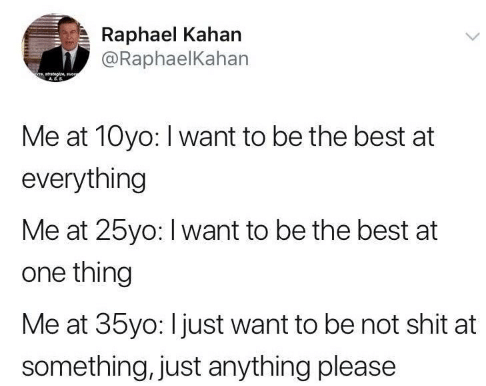 Raphael Kahan
@RaphaelKahan
Me at 10yo: I want to be the best at
everything
Me at 25yo: I want to be the best at
one thing
Me at 35yo: I just want to be not shit at
something, just anything please